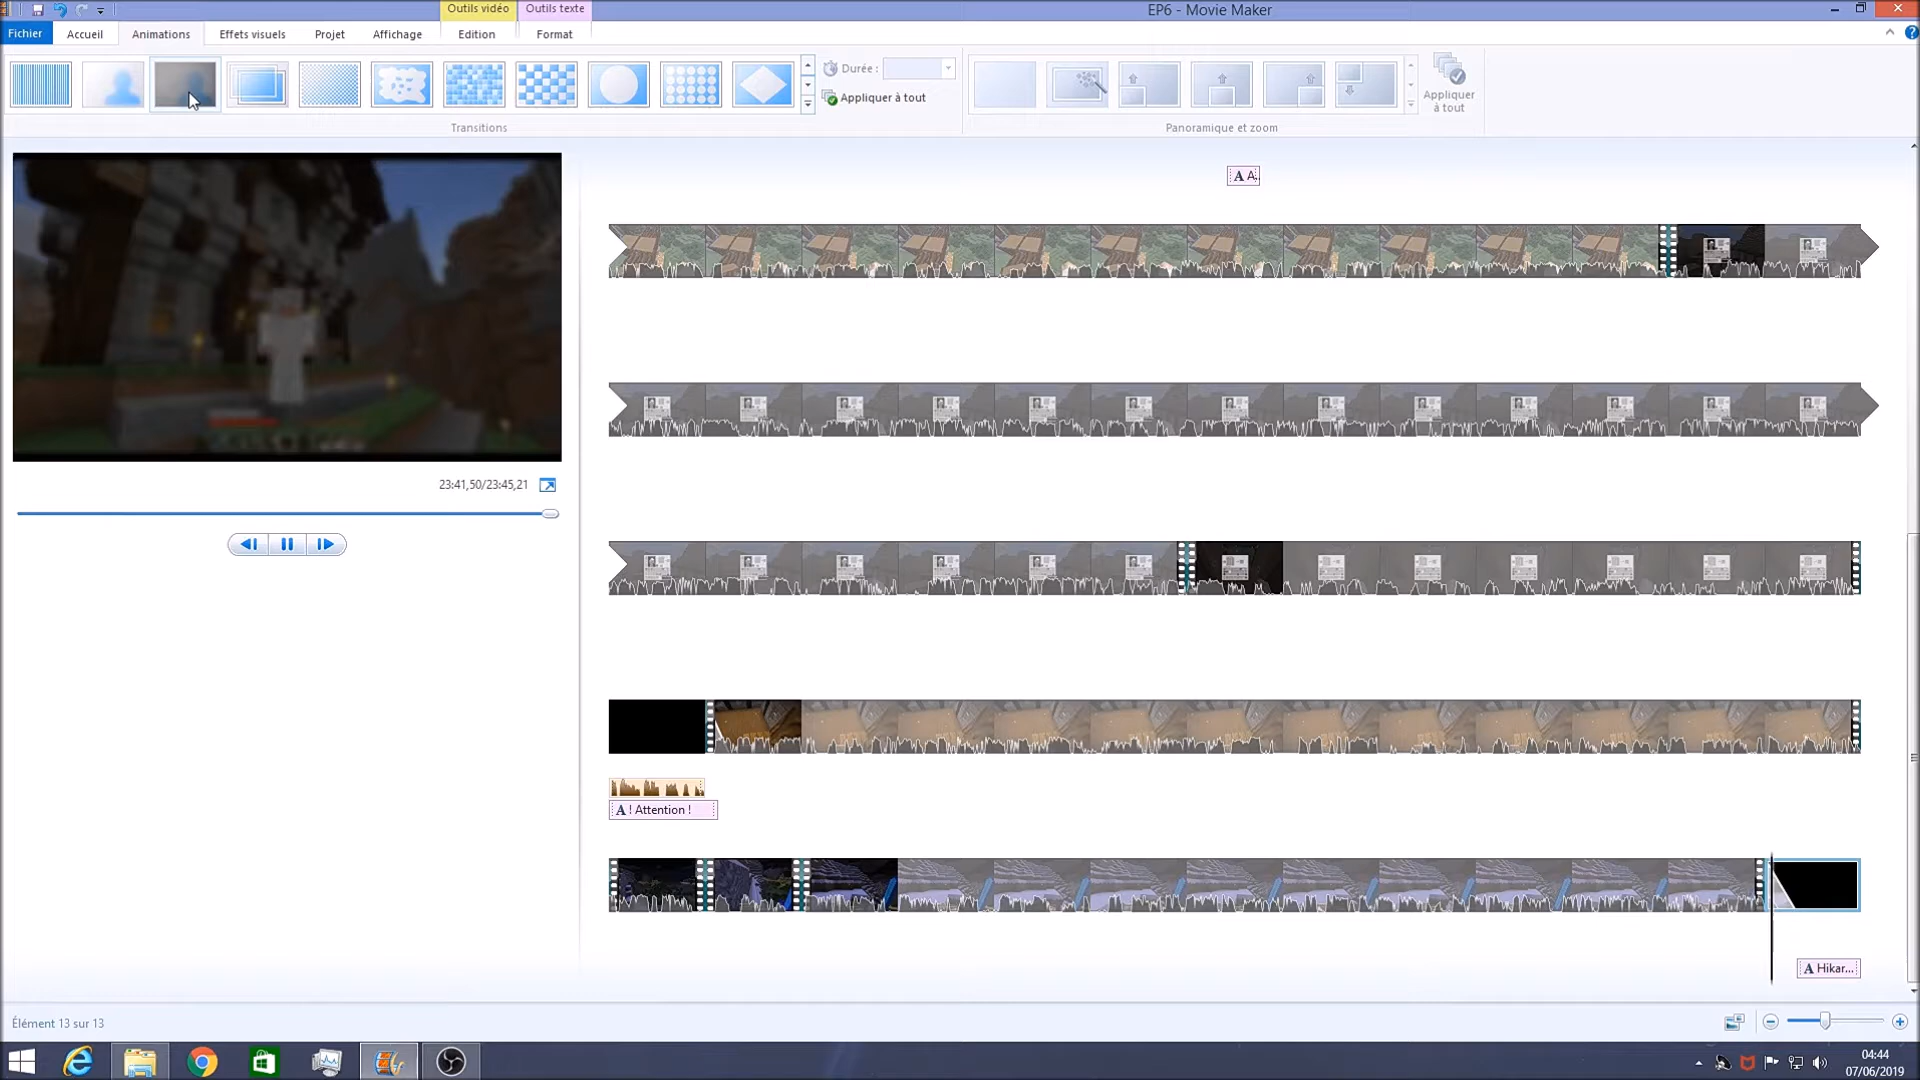 Outils vidéo
Outils texte
EP6 - Movie Maker
Fichier
Accueil
Animations
Effets visuels
Projet
Affichage
Edition
Format
Durée :
Appliquer à tout
Appliquer
à tout
Transitions
Panoramique et zoom
A A..
23:41,50/23:45,21
A ! Attention !
A Hikar...
Élément 13 sur 13
04:44
07/06/2019